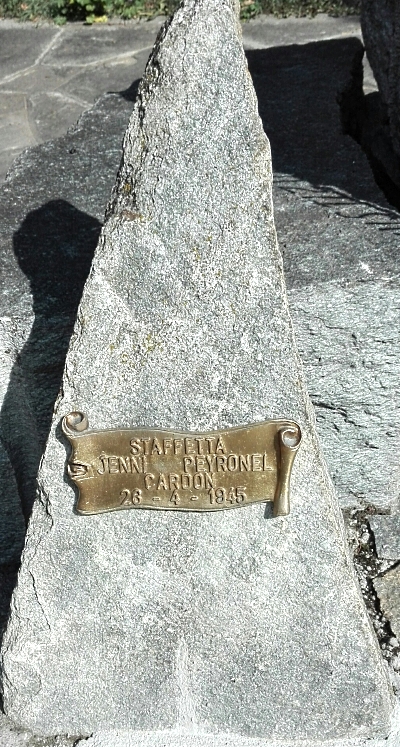 STAFFETTA
JENNI PEYRONEL
CARDON
26 - 4 - 1945